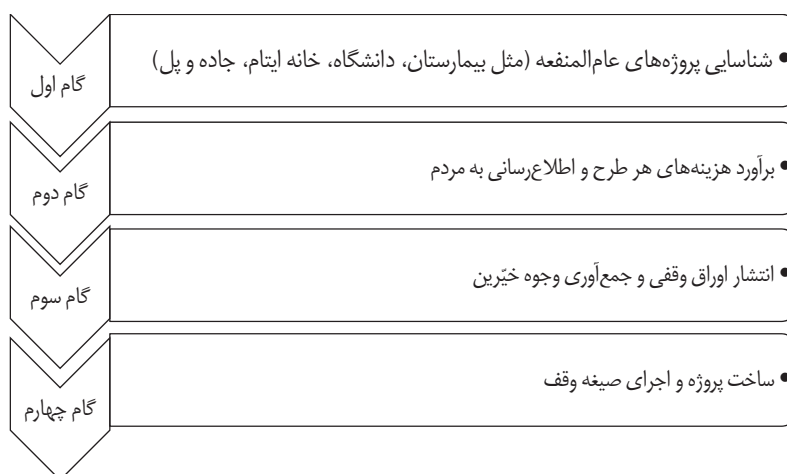 گام اول
• شناسایی پروژه‌های عام‌المنفعه (مثل بیمارستان، دانشگاه، خانه ایتام، جاده و پل)
گام دوم
• برآورد هزینه‌های هر طرح و اطلاع‌رسانی به مردم
گام سوم
• انتشار اوراق وقفی و جمع‌آوری وجوه خیّرین
گام چهارم
• ساخت پروژه و اجرای صیغه وقف